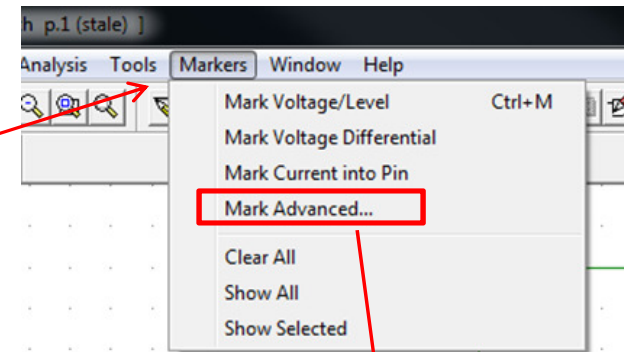 h p.1 (stale) ]
Analysis Tools Markers Window Help
Mark Voltage/Level Ctrl+M
Mark Voltage Differential
Mark Current into Pin
Mark Advanced...
Clear All
Show All
Show Selected